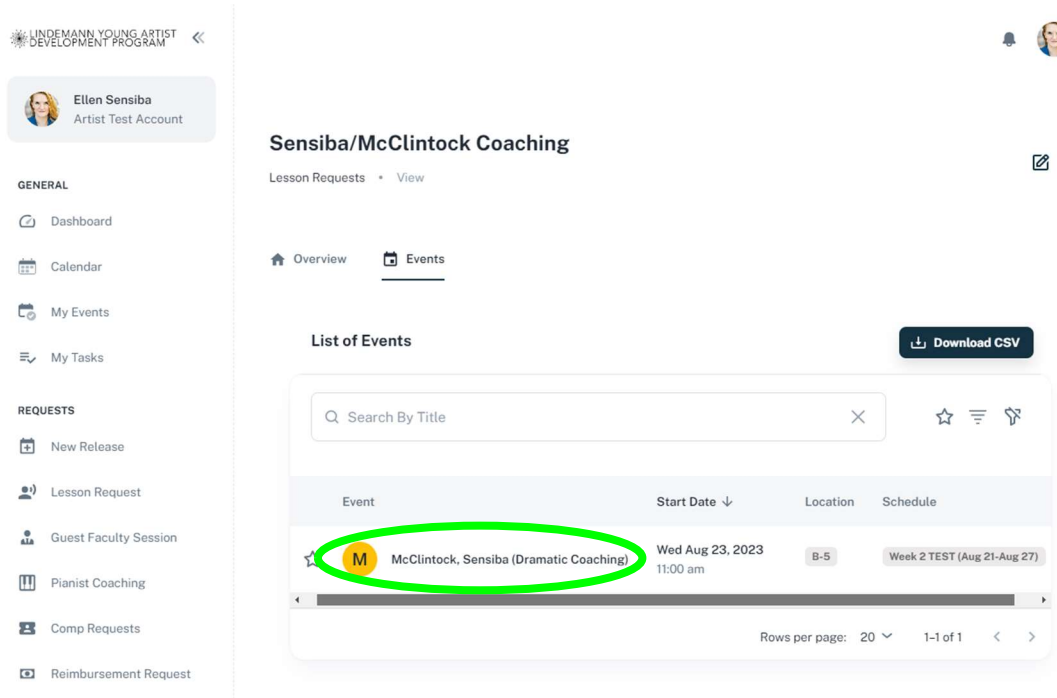 LINDEMANN YOUNG ARTIST
DEVELOPMENT PROGRAM
Ellen Sensiba
Artist Test Account
GENERAL
Dashboard
Calendar
My Events
My Tasks
REQUESTS
New Release
Lesson Request
Guest Faculty Session
Pianist Coaching
Comp Requests
Reimbursement Request
Sensiba/McClintock Coaching
Lesson Requests • View
Overview Events
List of Events
Download CSV
Search By Title
Event Start Date Location Schedule
M McClintock, Sensiba (Dramatic Coaching) Wed Aug 23, 2023 B-5 Week 2 TEST (Aug 21-Aug 27)
11:00 am
Rows per page: 20 1–1 of 1